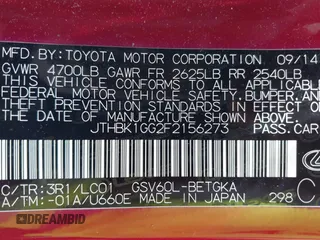 MFD.BY:TOYOTA MOTOR CORPORATION 09/14
GVWR 4700LB GAWR FR 2625LB RR 2540LB
THIS VEHICLE CONFORMS TO ALL APPLICABLE
FEDERAL MOTOR VEHICLE SAFETY, BUMPER, AND
THEFT PREVENTION STANDARDS IN EFFECT ON THE
DATE OF MANUFACTURE SHOWN ABOVE.
JTHBK1GG2F2156273 PASS.CAR
C/TR:3R1/LC01 GSV60L-BETGKA
A/TM:-01A/U660E MADE IN JAPAN 298 C
DREAMBID